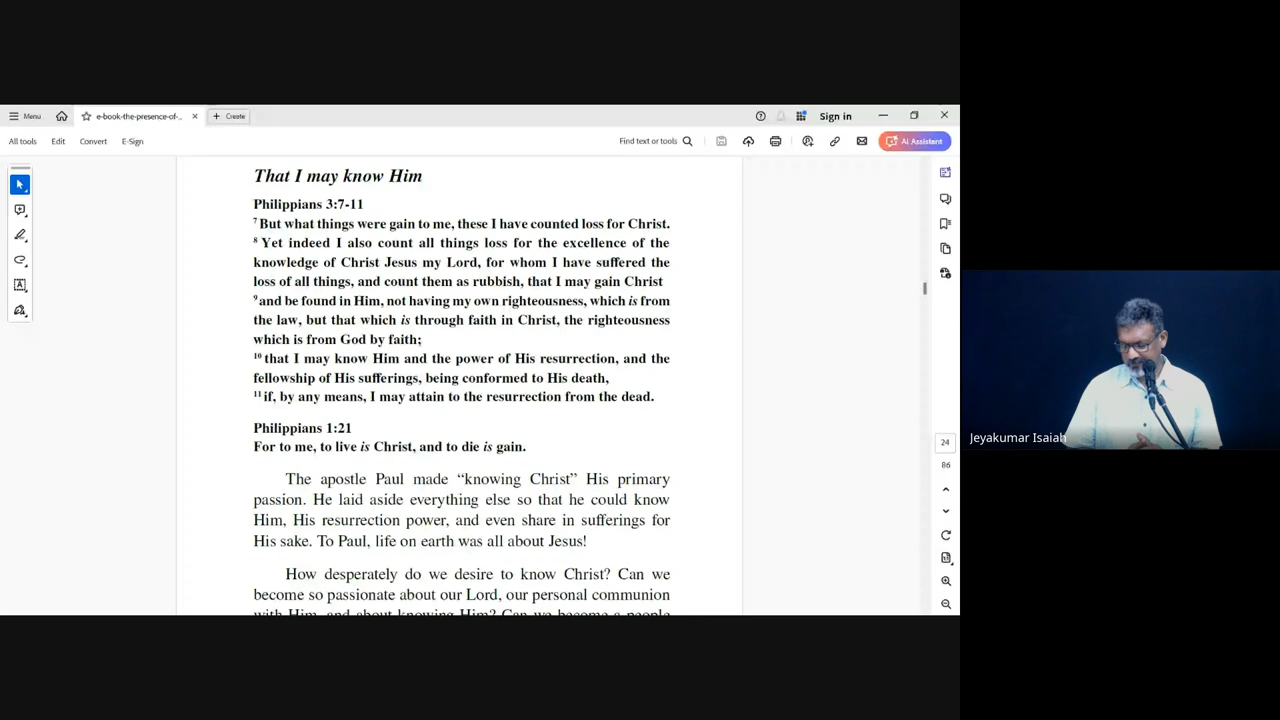 Menu
e-book-the-presence-of-...
Create
Sign in
All tools
Edit
Convert
E-Sign
Find text or tools
AI Assistant
That I may know Him
Philippians 3:7-11
7 But what things were gain to me, these I have counted loss for Christ.
8 Yet indeed I also count all things loss for the excellence of the
knowledge of Christ Jesus my Lord, for whom I have suffered the
loss of all things, and count them as rubbish, that I may gain Christ
9 and be found in Him, not having my own righteousness, which is from
the law, but that which is through faith in Christ, the righteousness
which is from God by faith;
10 that I may know Him and the power of His resurrection, and the
fellowship of His sufferings, being conformed to His death,
11 if, by any means, I may attain to the resurrection from the dead.
Philippians 1:21
For to me, to live is Christ, and to die is gain.
The apostle Paul made “knowing Christ” His primary
passion. He laid aside everything else so that he could know
Him, His resurrection power, and even share in sufferings for
His sake. To Paul, life on earth was all about Jesus!
How desperately do we desire to know Christ? Can we
become so passionate about our Lord, our personal communion
with Him, and about knowing Him? Can we become a people
24
86
Jeyakumar Isaiah